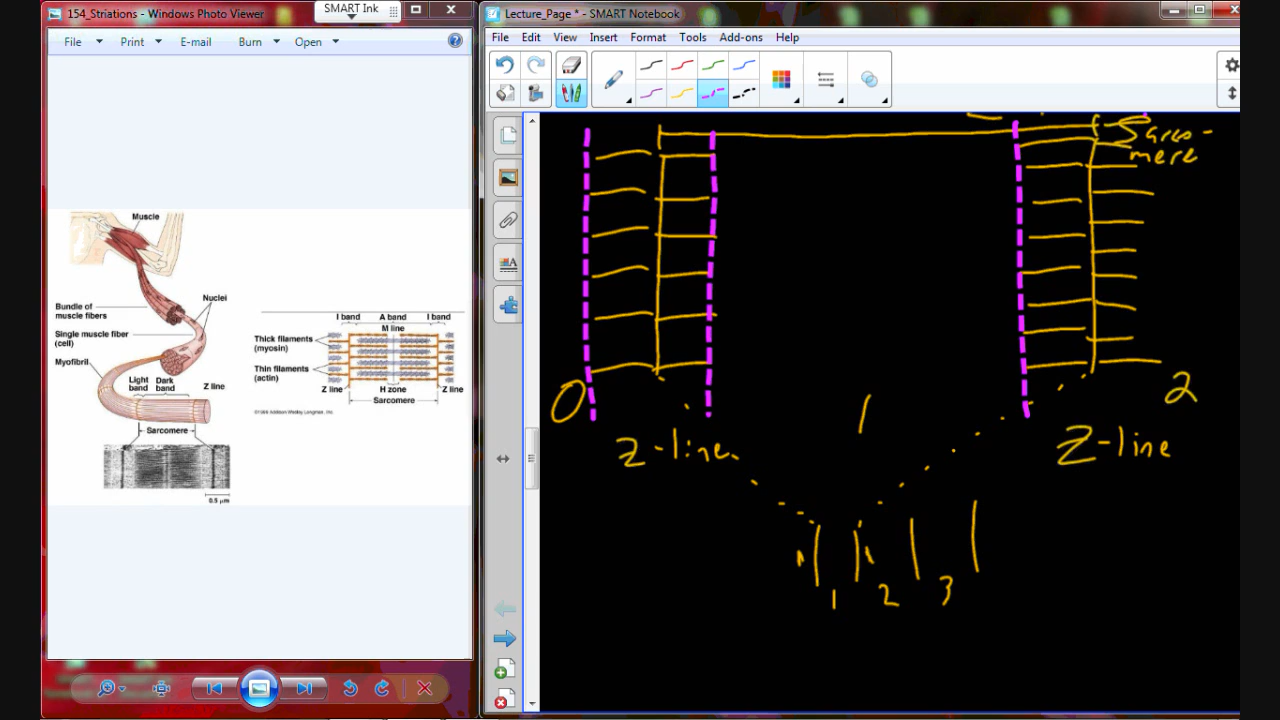 154_Striations - Windows Photo Viewer
SMART Ink
File Print E-mail Burn Open
Muscle
Bundle of
muscle fibers
Nuclei
Single muscle fiber
(cell)
Myofibril
Light
band
Dark
band
Z line
Sarcomere
0.5 µm
I band A band I band
M line
Thick filaments
(myosin)
Thin filaments
(actin)
Z line H zone Z line
Sarcomere
Lecture_Page * - SMART Notebook
File Edit View Insert Format Tools Add-ons Help
Sarco-
mere
0 1 2
Z-line Z-line
1 2 3